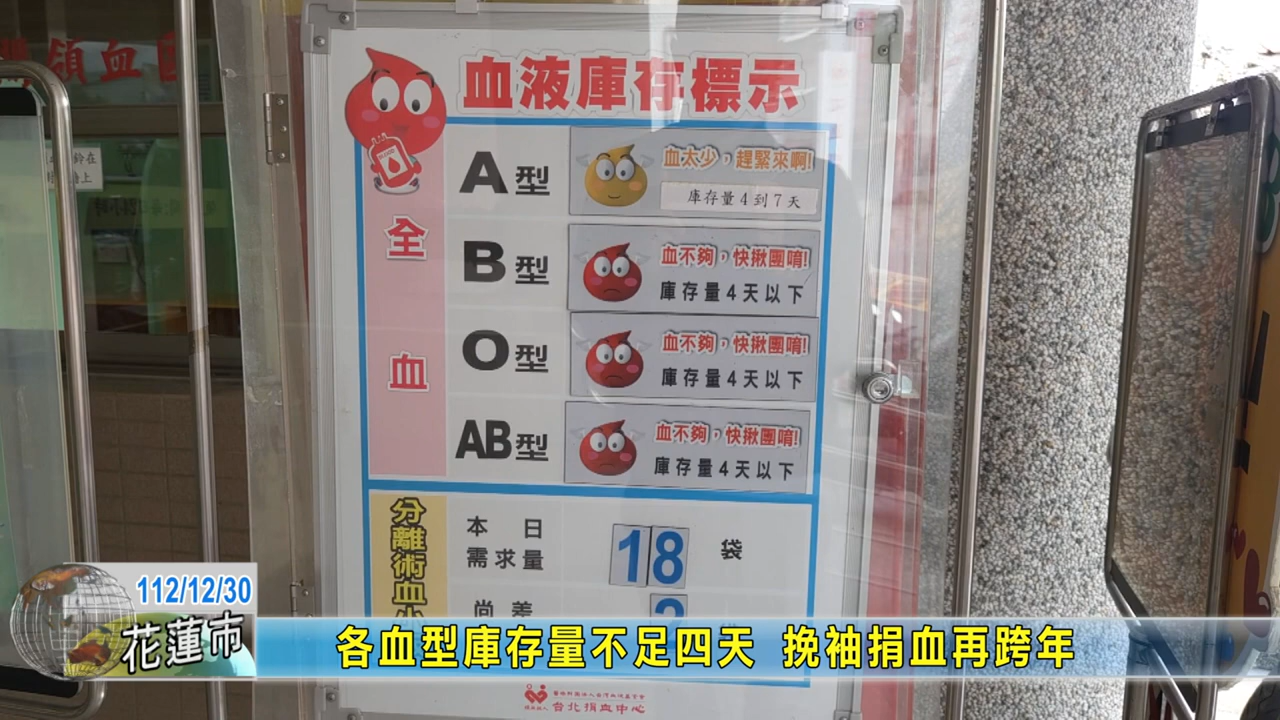 領血
血液庫存標示
全血
A型
血太少,趕緊來啊!
庫存量4到7天
B型
血不夠,快揪團唷!
庫存量4天以下
O型
血不夠,快揪團唷!
庫存量4天以下
AB型
血不夠,快揪團唷!
庫存量4天以下
分離術血小
本日
需求量
18
袋
尚差
112/12/30
花蓮市
各血型庫存量不足四天 挽袖捐血再跨年
台北捐血中心